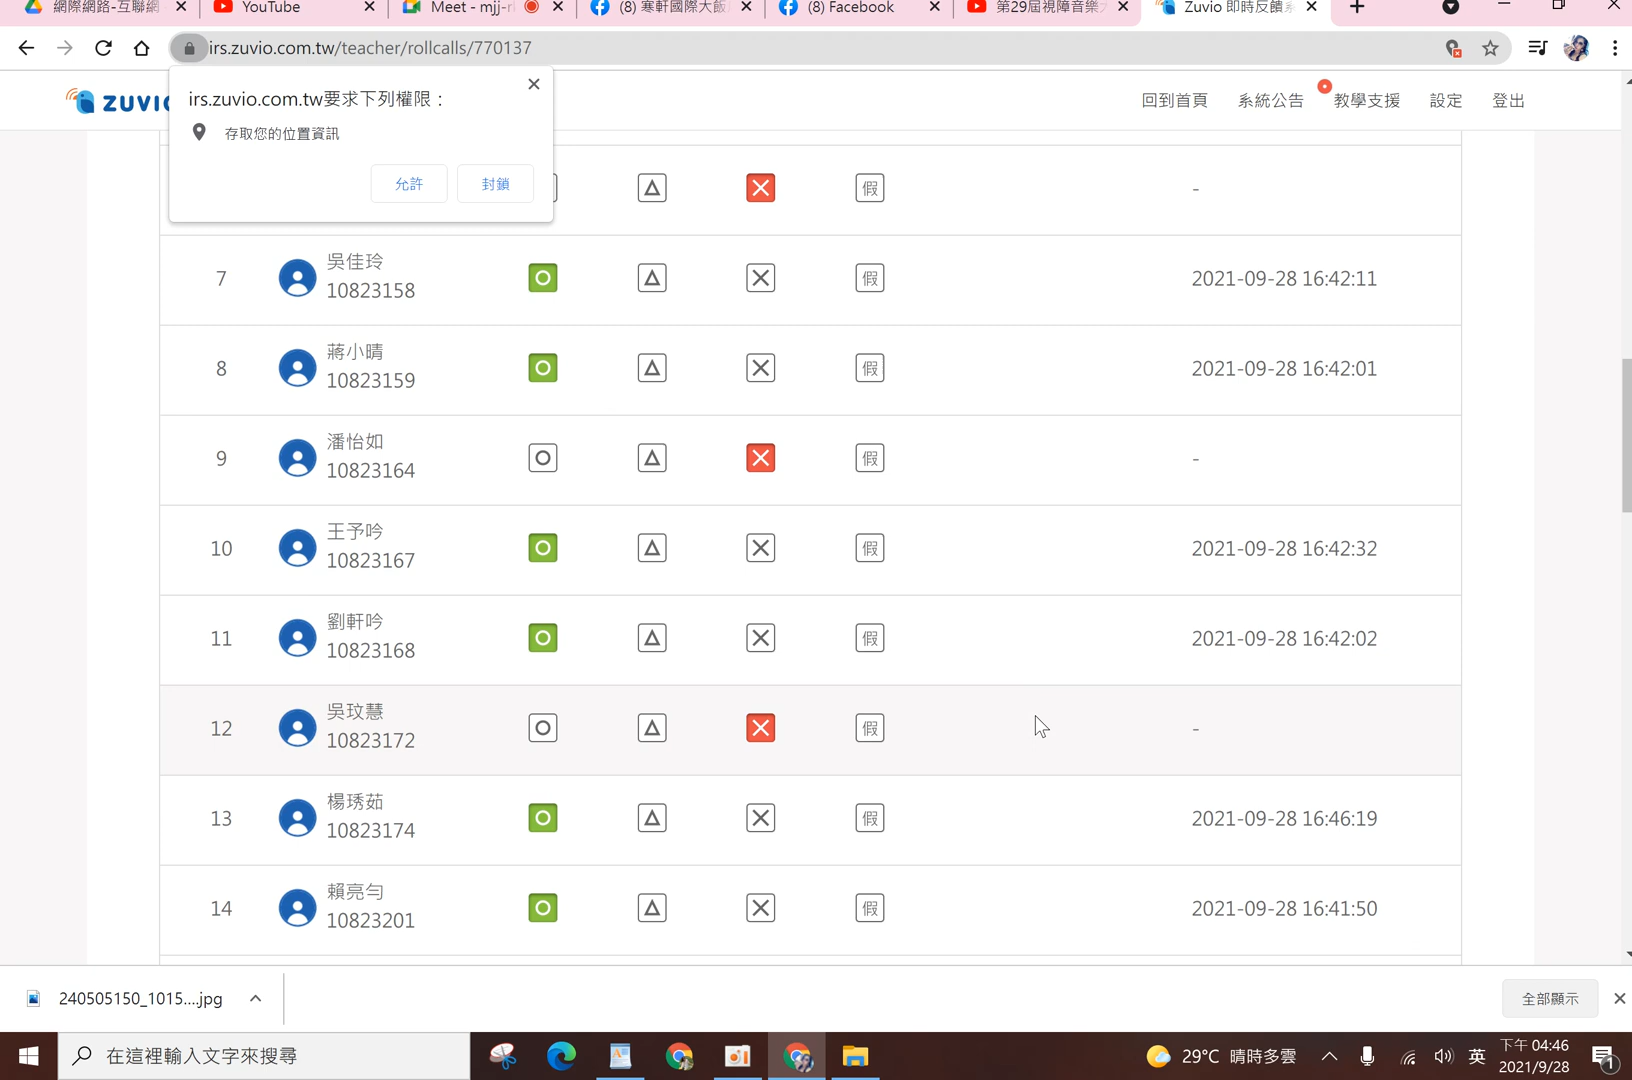 網際網路-互聯網
YouTube
Meet - mjj-r
(8) 寒軒國際大飯
(8) Facebook
第29屆視障音樂
Zuvio 即時反饋
irs.zuvio.com.tw/teacher/rollcalls/770137
ZUVIO
回到首頁
系統公告
教學支援
設定
登出
irs.zuvio.com.tw要求下列權限：
存取您的位置資訊
允許
封鎖
假
-
7
吳佳玲
10823158
假
2021-09-28 16:42:11
8
蔣小晴
10823159
假
2021-09-28 16:42:01
9
潘怡如
10823164
假
-
10
王予吟
10823167
假
2021-09-28 16:42:32
11
劉軒吟
10823168
假
2021-09-28 16:42:02
12
吳玟慧
10823172
假
-
13
楊琇茹
10823174
假
2021-09-28 16:46:19
14
賴亮勻
10823201
假
2021-09-28 16:41:50
240505150_1015....jpg
全部顯示
在這裡輸入文字來搜尋
29°C 晴時多雲
英
下午 04:46
2021/9/28
1